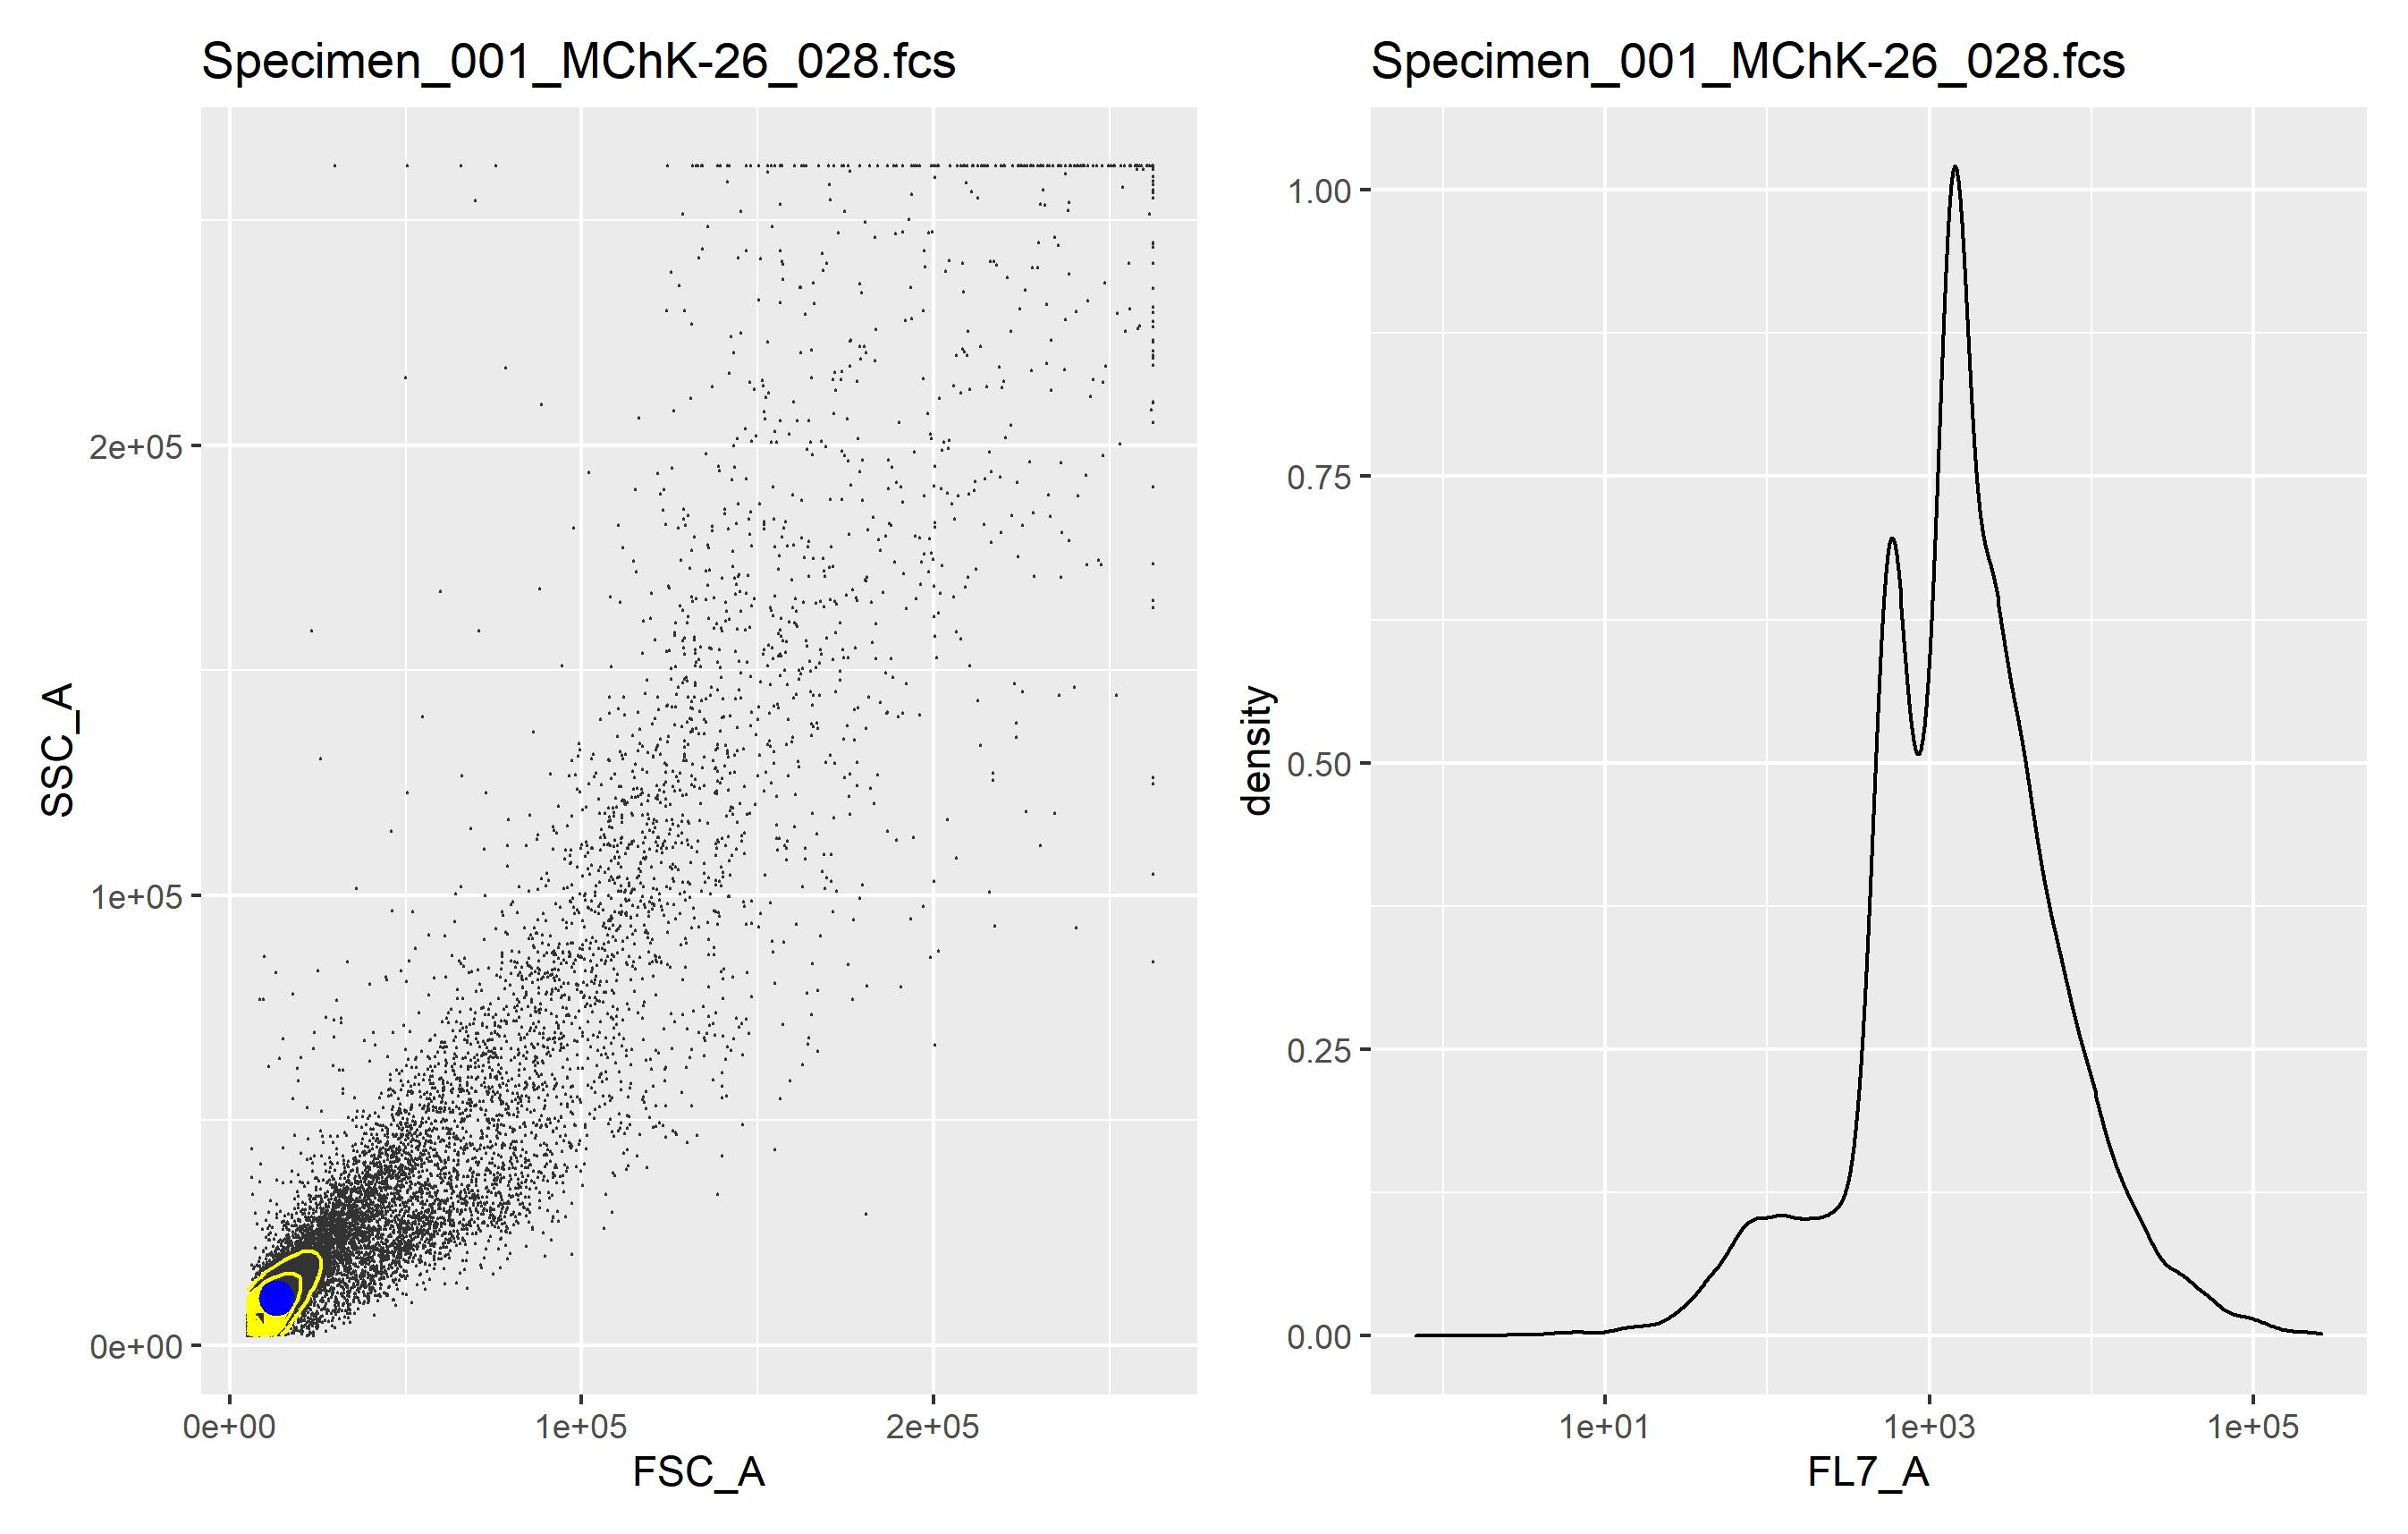 Specimen_001_MChK-26_028.fcs
SSC_A
2e+05
1e+05
0e+00
0e+00 1e+05 2e+05
FSC_A
Specimen_001_MChK-26_028.fcs
density
1.00
0.75
0.50
0.25
0.00
1e+01 1e+03 1e+05
FL7_A